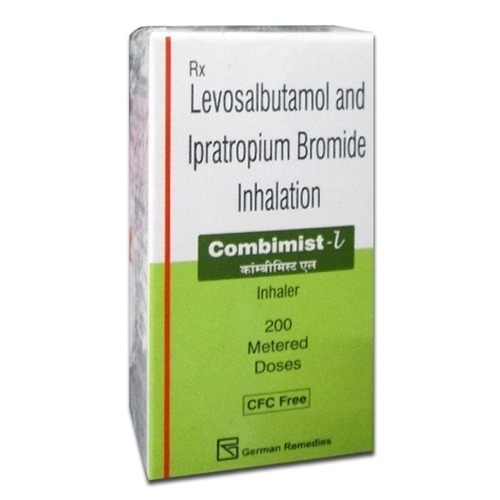 Rx
Levosalbutamol and
Ipratropium Bromide
Inhalation
Combimist-l
कॉम्बीमिस्ट एल
Inhaler
200
Metered
Doses
CFC Free
German Remedies